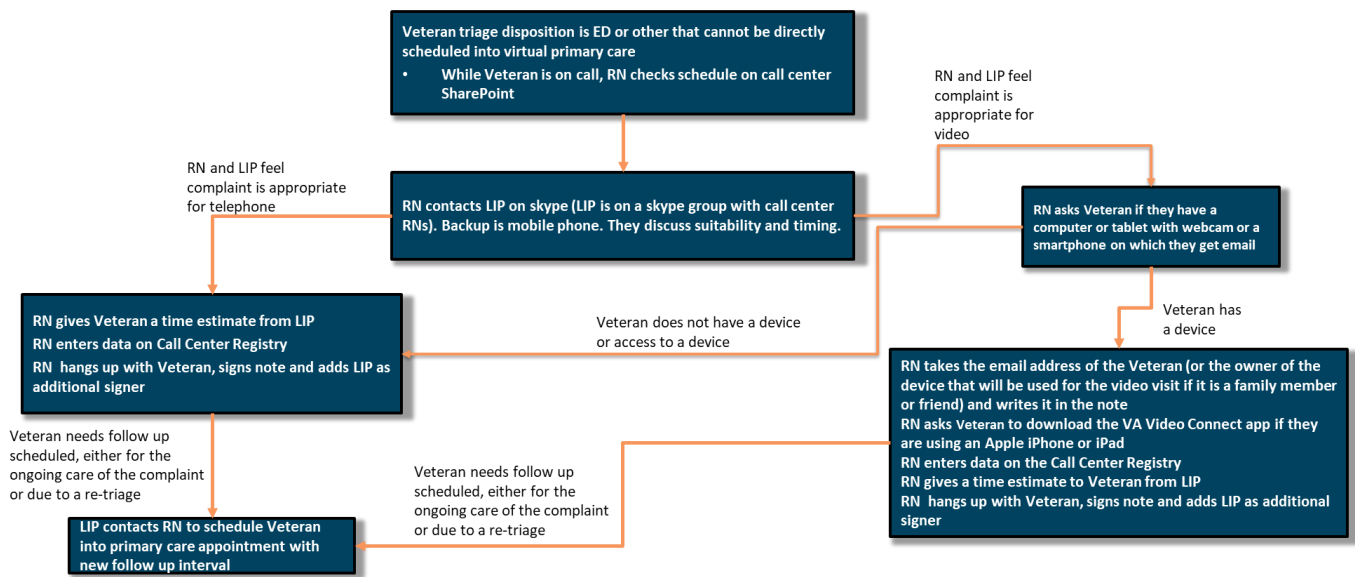 Veteran triage disposition is ED or other that cannot be directly
scheduled into virtual primary care
• While Veteran is on call, RN checks schedule on call center
SharePoint
RN and LIP feel
complaint is
appropriate for
video
RN and LIP feel
complaint is appropriate
for telephone
RN contacts LIP on skype (LIP is on a skype group with call center
RNs). Backup is mobile phone. They discuss suitability and timing.
RN asks Veteran if they have a
computer or tablet with webcam or a
smartphone on which they get email
RN gives Veteran a time estimate from LIP
RN enters data on Call Center Registry
RN hangs up with Veteran, signs note and adds LIP as
additional signer
Veteran does not have a device
or access to a device
Veteran has
a device
RN takes the email address of the Veteran (or the owner of the
device that will be used for the video visit if it is a family member
or friend) and writes it in the note
RN asks Veteran to download the VA Video Connect app if they
are using an Apple iPhone or iPad
RN enters data on the Call Center Registry
RN gives a time estimate to Veteran from LIP
RN hangs up with Veteran, signs note and adds LIP as additional
signer
Veteran needs follow up
scheduled, either for the
ongoing care of the complaint
or due to a re-triage
Veteran needs follow up
scheduled, either for the
ongoing care of the complaint
or due to a re-triage
LIP contacts RN to schedule Veteran
into primary care appointment with
new follow up interval